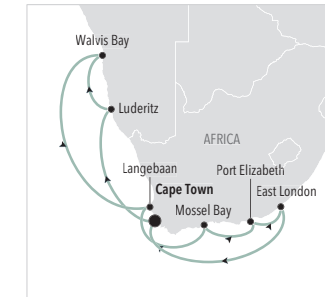 Walvis Bay
Luderitz
AFRICA
Langebaan
Port Elizabeth
Cape Town
East London
Mossel Bay